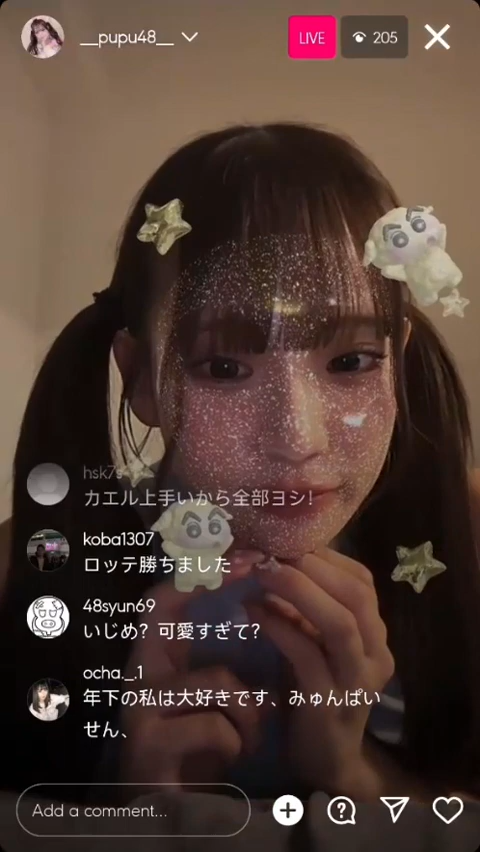 __pupu48__
LIVE
205
カエル上手いから全部ヨシ！
koba1307
ロッテ勝ちました
48syun69
いじめ？可愛すぎて？
ocha._.1
年下の私は大好きです、みゅんぱい
せん、
Add a comment...